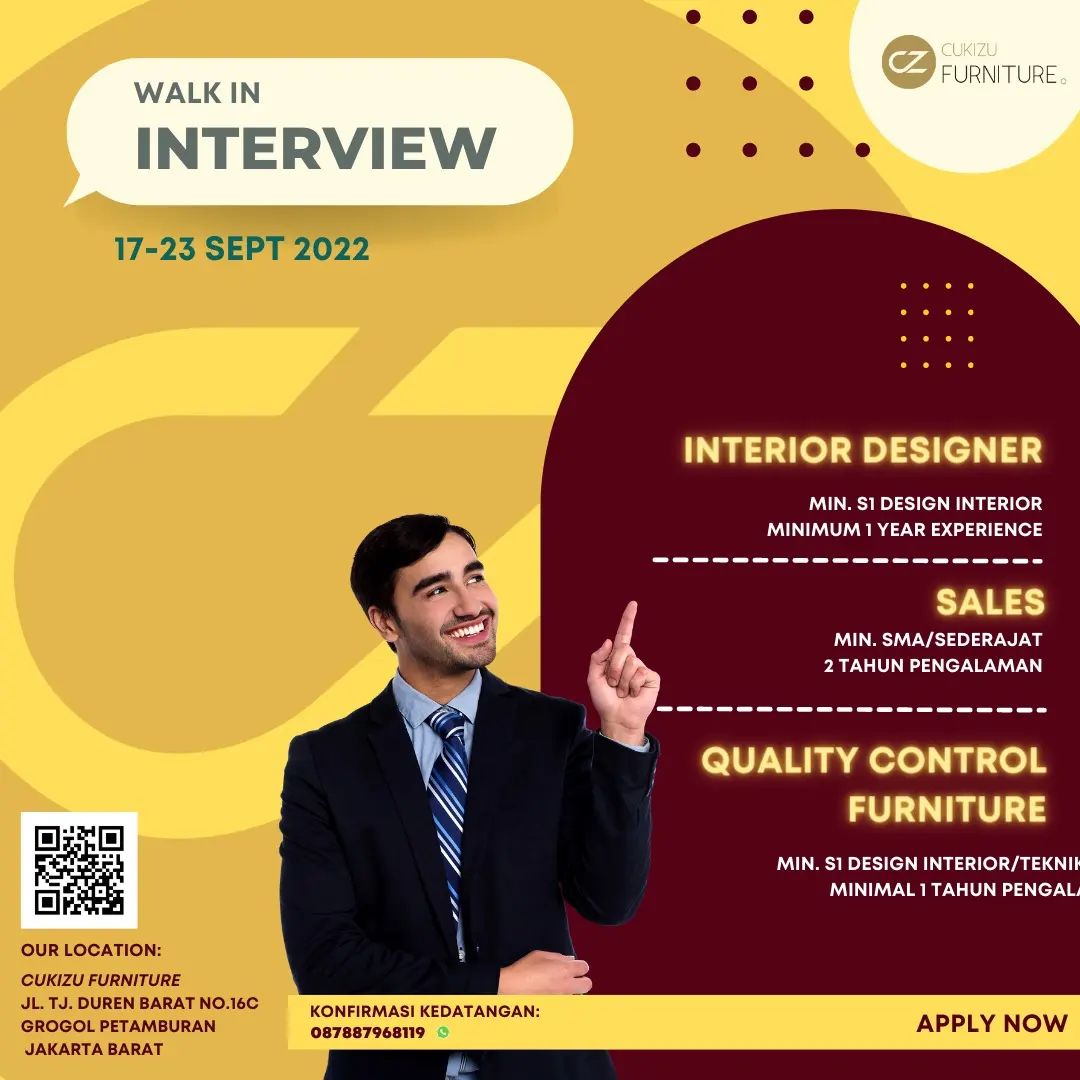 WALK IN
INTERVIEW
17-23 SEPT 2022
CZ CUKIZU
FURNITURE
INTERIOR DESIGNER
MIN. S1 DESIGN INTERIOR
MINIMUM 1 YEAR EXPERIENCE
SALES
MIN. SMA/SEDERAJAT
2 TAHUN PENGALAMAN
QUALITY CONTROL
FURNITURE
MIN. S1 DESIGN INTERIOR/TEKNIK
MINIMAL 1 TAHUN
OUR LOCATION:
CUKIZU FURNITURE
JL. TJ. DUREN BARAT NO.16C
GROGOL PETAMBURAN
JAKARTA BARAT
KONFIRMASI KEDATANGAN:
087887968119
APPLY NOW